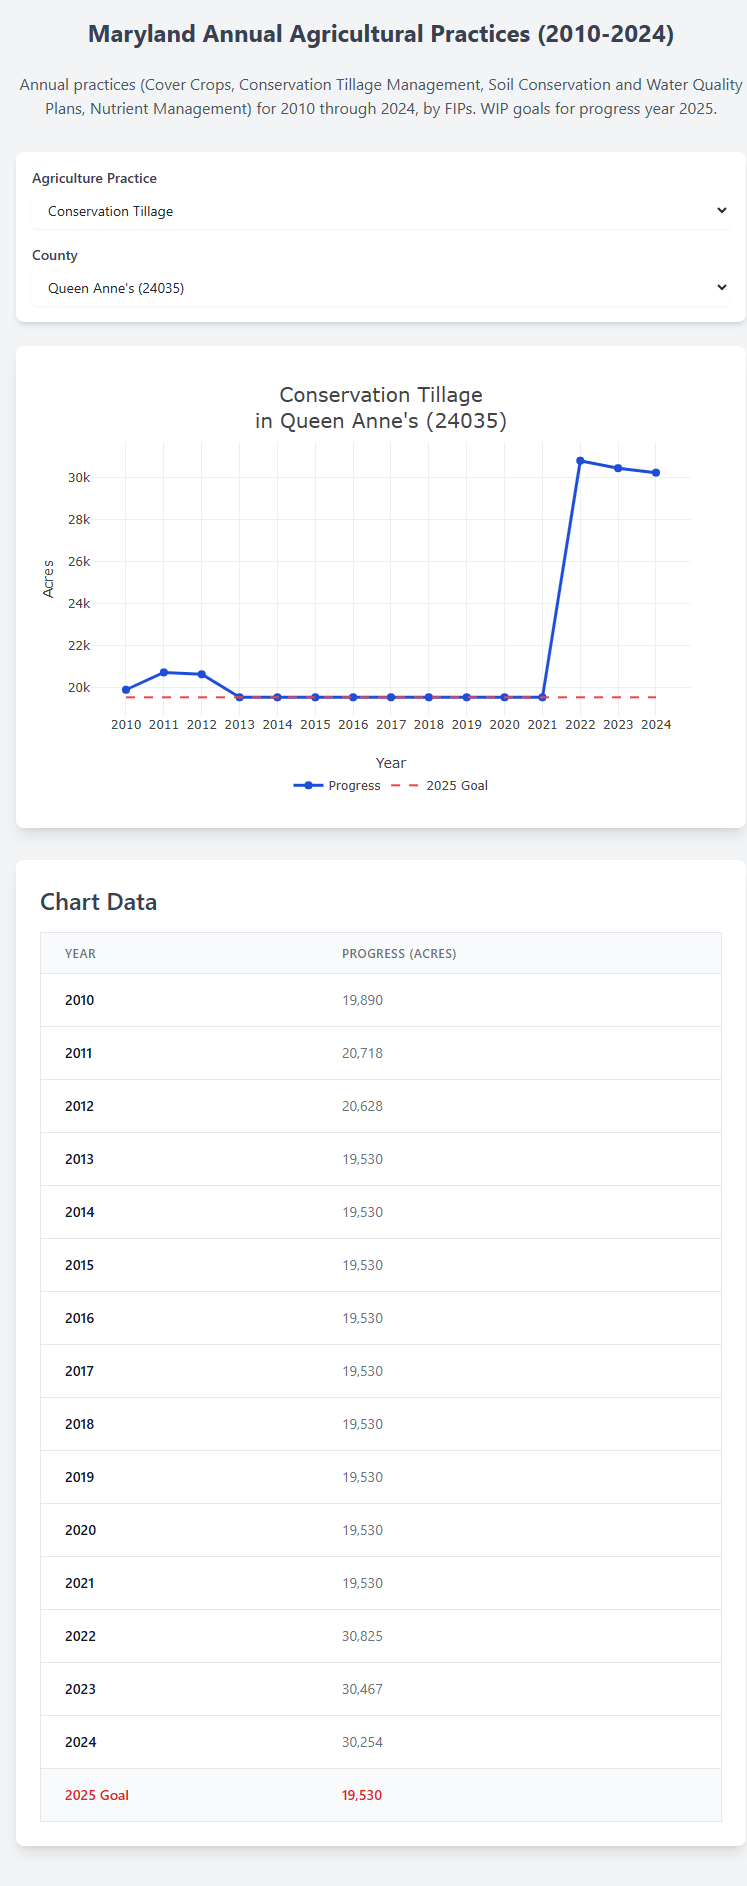 Maryland Annual Agricultural Practices (2010-2024)
Annual practices (Cover Crops, Conservation Tillage Management, Soil Conservation and Water Quality
Plans, Nutrient Management) for 2010 through 2024, by FIPs. WIP goals for progress year 2025.
Agriculture Practice
Conservation Tillage
County
Queen Anne's (24035)
Conservation Tillage
in Queen Anne's (24035)
30k
28k
26k
24k
22k
20k
Acres
2010 2011 2012 2013 2014 2015 2016 2017 2018 2019 2020 2021 2022 2023 2024
Year
Progress 2025 Goal
Chart Data
YEAR PROGRESS (ACRES)
2010 19,890
2011 20,718
2012 20,628
2013 19,530
2014 19,530
2015 19,530
2016 19,530
2017 19,530
2018 19,530
2019 19,530
2020 19,530
2021 19,530
2022 30,825
2023 30,467
2024 30,254
2025 Goal 19,530